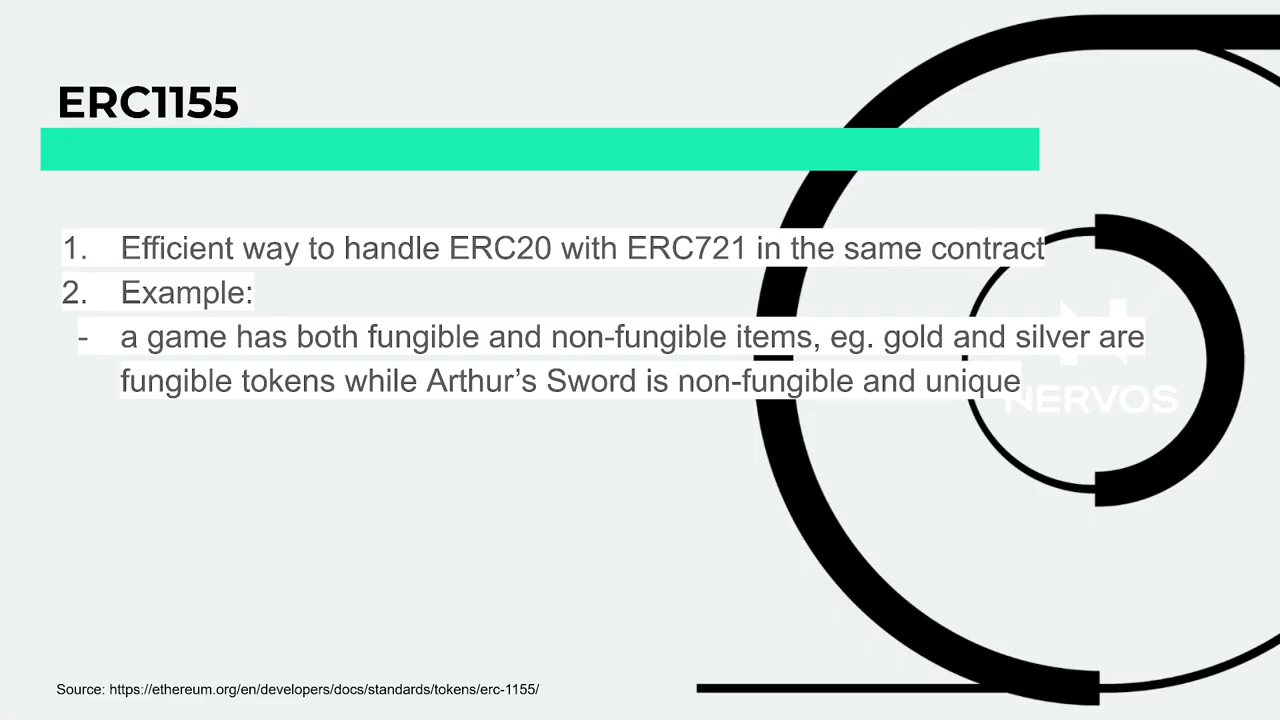 ERC1155
1. Efficient way to handle ERC20 with ERC721 in the same contract
2. Example:
- a game has both fungible and non-fungible items, eg. gold and silver are
fungible tokens while Arthur’s Sword is non-fungible and unique
NERVOS
Source: https://ethereum.org/en/developers/docs/standards/tokens/erc-1155/